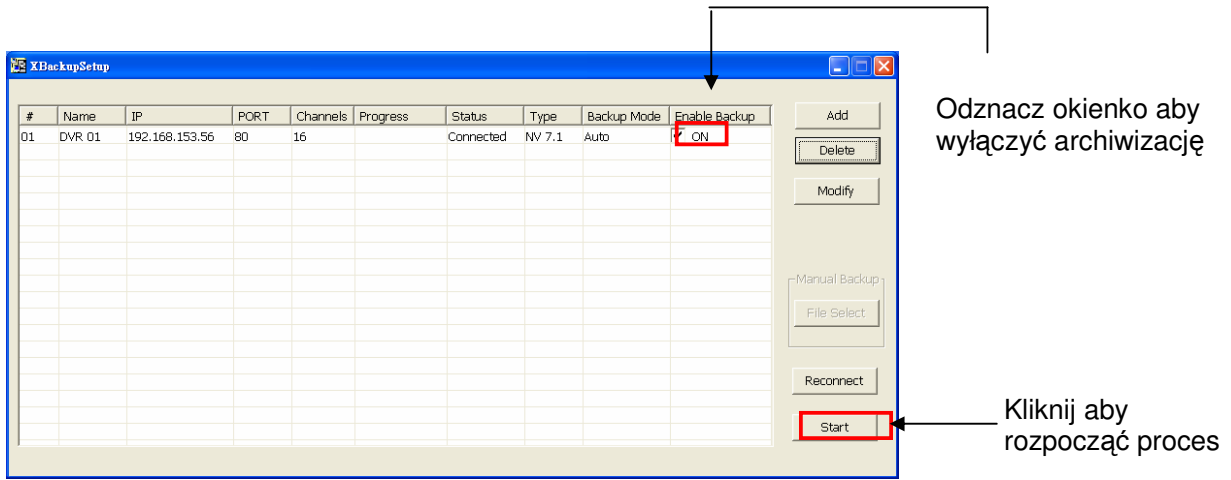 XBackupSetup
# Name IP PORT Channels Progress Status Type Backup Mode Enable Backup
01 DVR 01 192.168.153.56 80 16 Connected NV 7.1 Auto ON
Add
Delete
Modify
Manual Backup
File Select
Reconnect
Start
Odznacz okienko aby
wyłączyć archiwizację
Kliknij aby
rozpocząć proces